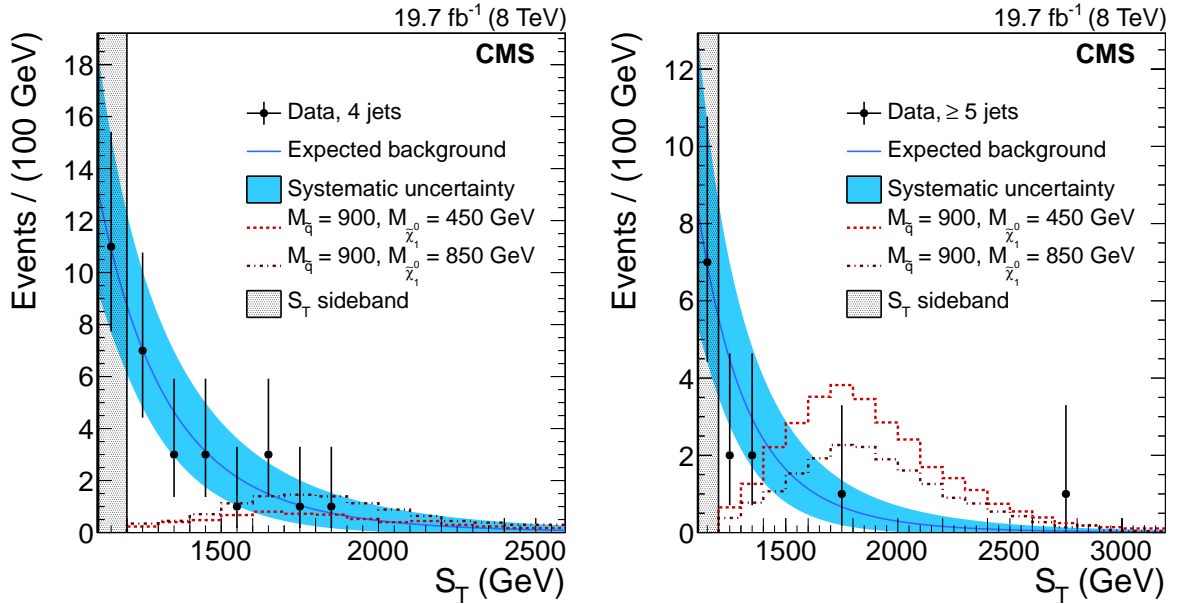 19.7 fb⁻¹ (8 TeV)
CMS
Events / (100 GeV)
18
16
14
12
10
8
6
4
2
0
Data, 4 jets
Expected background
Systematic uncertainty
M_q̃ = 900, M_χ̃₁⁰ = 450 GeV
M_q̃ = 900, M_χ̃₁⁰ = 850 GeV
S_T sideband
1500
2000
2500
S_T (GeV)
19.7 fb⁻¹ (8 TeV)
CMS
Events / (100 GeV)
12
10
8
6
4
2
0
Data, ≥ 5 jets
Expected background
Systematic uncertainty
M_q̃ = 900, M_χ̃₁⁰ = 450 GeV
M_q̃ = 900, M_χ̃₁⁰ = 850 GeV
S_T sideband
1500
2000
2500
3000
S_T (GeV)